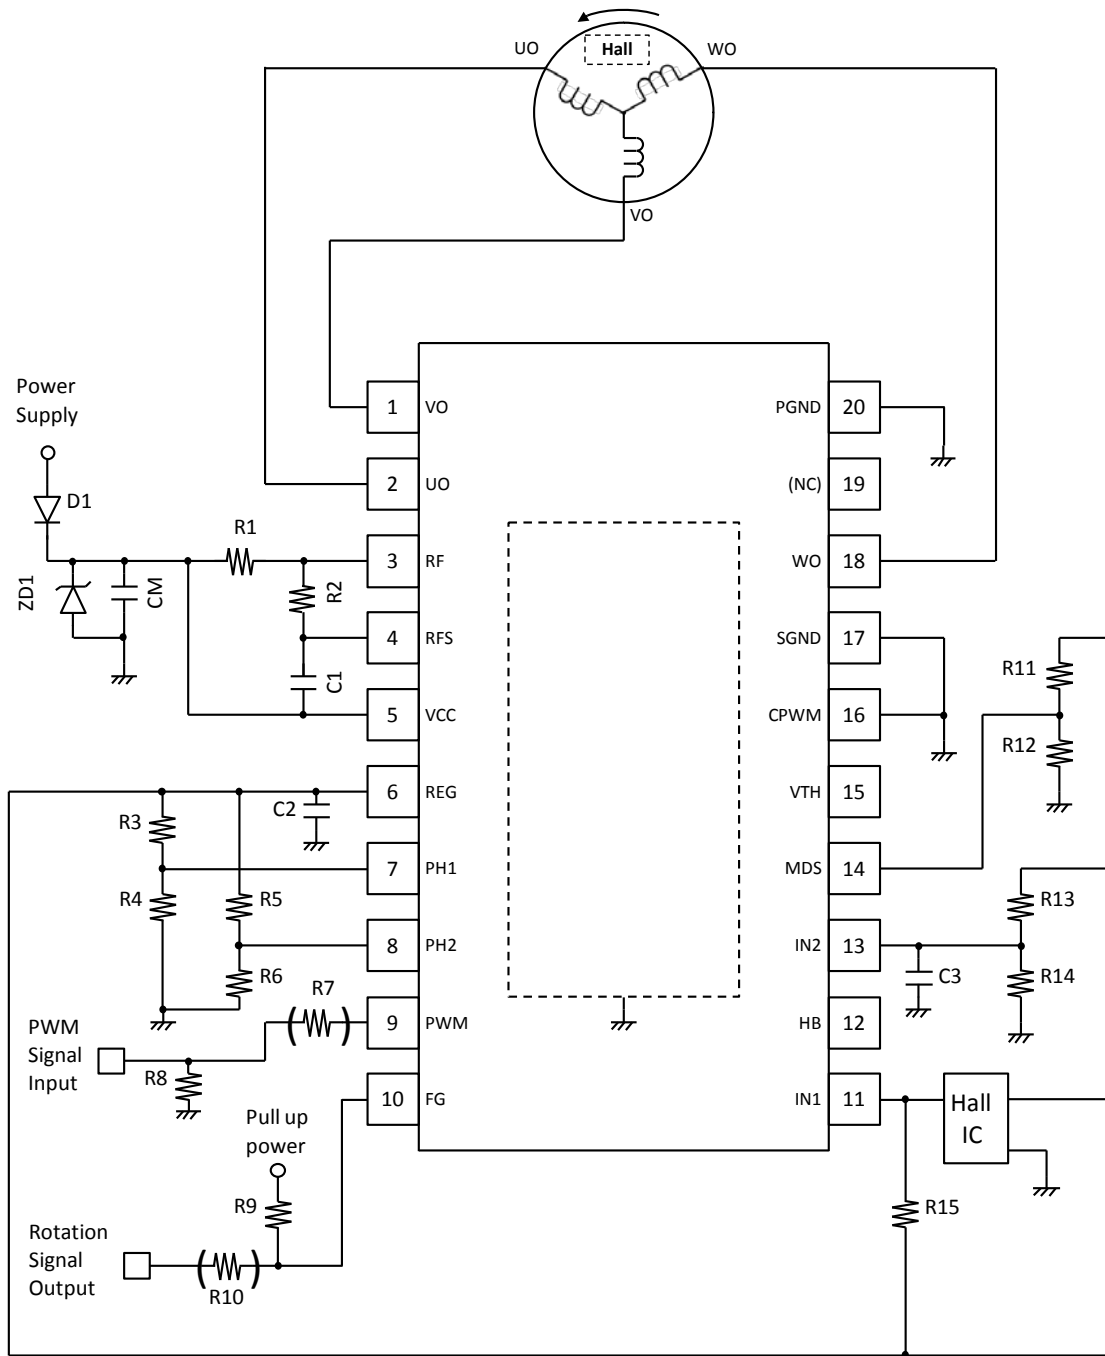 UO
Hall
WO
VO
Power
Supply
D1
ZD1
CM
R1
R2
C1
1 VO
2 UO
3 RF
4 RFS
5 VCC
6 REG
7 PH1
8 PH2
9 PWM
10 FG
PGND 20
(NC) 19
WO 18
SGND 17
CPWM 16
VTH 15
MDS 14
IN2 13
HB 12
IN1 11
C2
R3
R4
R5
R6
(R7)
PWM
Signal
Input
R8
Pull up
power
R9
Rotation
Signal
Output
(R10)
R11
R12
R13
R14
C3
Hall
IC
R15